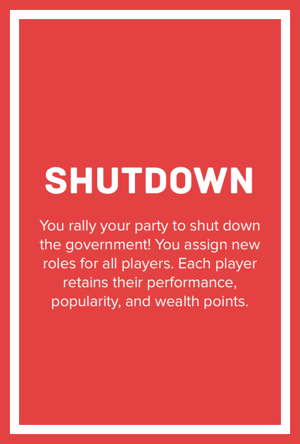 SHUTDOWN
You rally your party to shut down
the government! You assign new
roles for all players. Each player
retains their performance,
popularity, and wealth points.